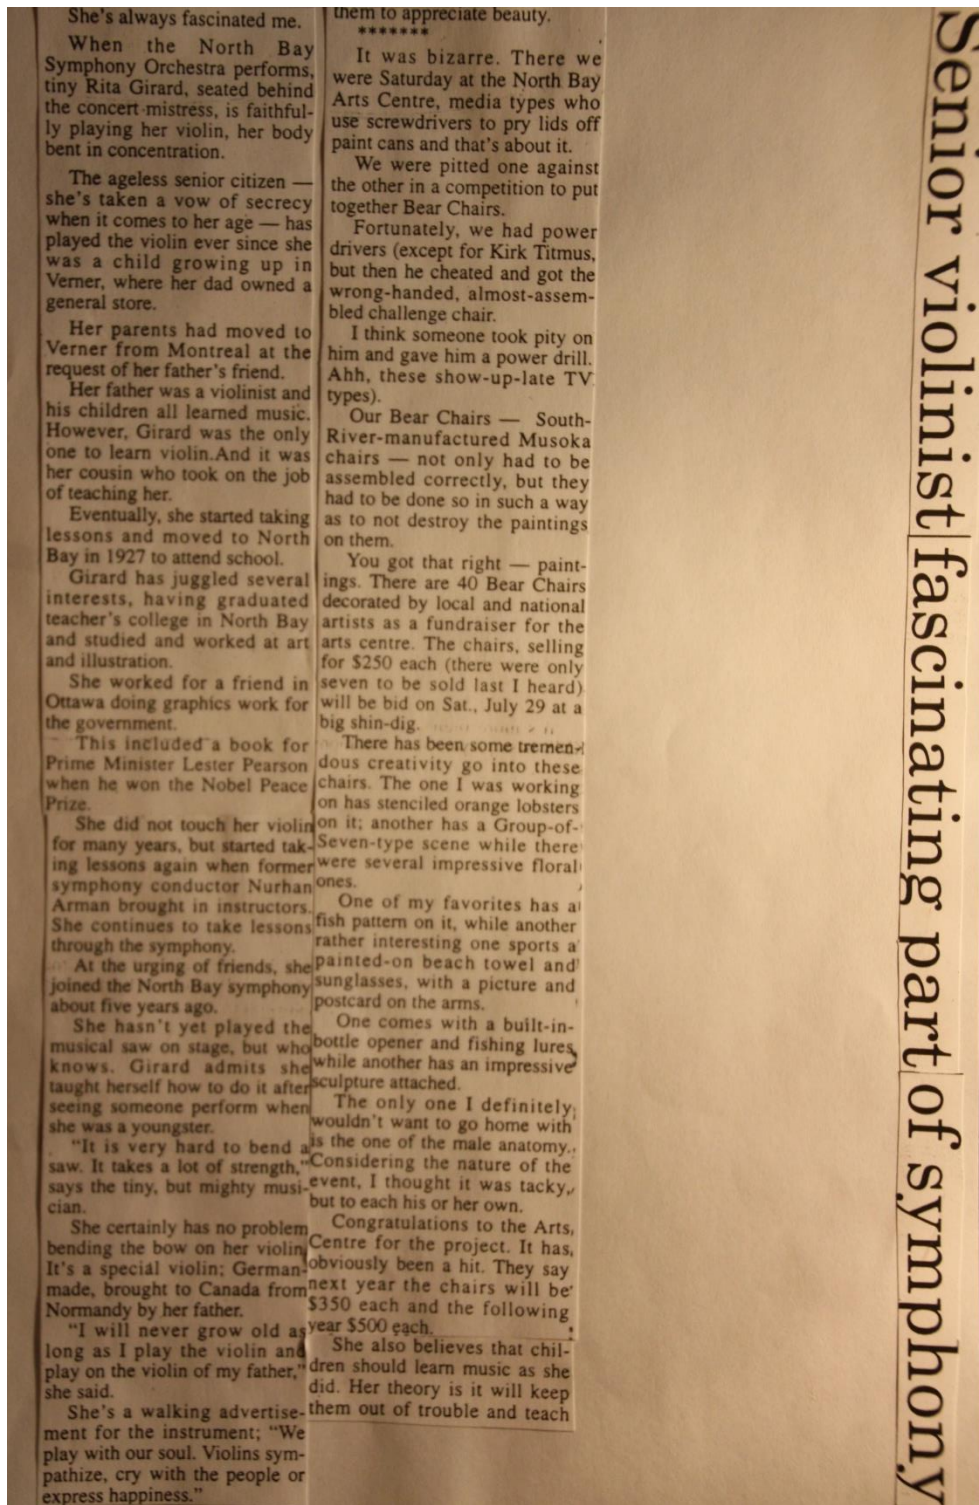 Senior violinist fascinating part of symphony
She's always fascinated me.
When the North Bay
Symphony Orchestra performs,
tiny Rita Girard, seated behind
the concert mistress, is faithful-
ly playing her violin, her body
bent in concentration.
The ageless senior citizen —
she's taken a vow of secrecy
when it comes to her age — has
played the violin ever since she
was a child growing up in
Verner, where her dad owned a
general store.
Her parents had moved to
Verner from Montreal at the
request of her father's friend.
Her father was a violinist and
his children all learned music.
However, Girard was the only
one to learn violin.And it was
her cousin who took on the job
of teaching her.
Eventually, she started taking
lessons and moved to North
Bay in 1927 to attend school.
Girard has juggled several
interests, having graduated
teacher's college in North Bay
and studied and worked at art
and illustration.
She worked for a friend in
Ottawa doing graphics work for
the government.
This included a book for
Prime Minister Lester Pearson
when he won the Nobel Peace
Prize.
She did not touch her violin
for many years, but started tak-
ing lessons again when former
symphony conductor Nurhan
Arman brought in instructors.
She continues to take lessons
through the symphony.
At the urging of friends, she
joined the North Bay symphony
about five years ago.
She hasn't yet played the
musical saw on stage, but who
knows. Girard admits she
taught herself how to do it after
seeing someone perform when
she was a youngster.
"It is very hard to bend a
saw. It takes a lot of strength,"
says the tiny, but mighty musi-
cian.
She certainly has no problem
bending the bow on her violin.
It's a special violin; German-
made, brought to Canada from
Normandy by her father.
"I will never grow old as
long as I play the violin and
play on the violin of my father,"
she said.
She's a walking advertise-
ment for the instrument; "We
play with our soul. Violins sym-
pathize, cry with the people or
express happiness."
them to appreciate beauty.
*******
It was bizarre. There we
were Saturday at the North Bay
Arts Centre, media types who
use screwdrivers to pry lids off
paint cans and that's about it.
We were pitted one against
the other in a competition to put
together Bear Chairs.
Fortunately, we had power
drivers (except for Kirk Titmus,
but then he cheated and got the
wrong-handed, almost-assem-
bled challenge chair.
I think someone took pity on
him and gave him a power drill.
Ahh, these show-up-late TV
types).
Our Bear Chairs — South-
River-manufactured Musoka
chairs — not only had to be
assembled correctly, but they
had to be done so in such a way
as to not destroy the paintings
on them.
You got that right — paint-
ings. There are 40 Bear Chairs
decorated by local and national
artists as a fundraiser for the
arts centre. The chairs, selling
for $250 each (there were only
seven to be sold last I heard)
will be bid on Sat., July 29 at a
big shin-dig.
There has been some tremen-
dous creativity go into these
chairs. The one I was working
on has stenciled orange lobsters
on it; another has a Group-of-
Seven-type scene while there
were several impressive floral
ones.
One of my favorites has a
fish pattern on it, while another
rather interesting one sports a
painted-on beach towel and
sunglasses, with a picture and
postcard on the arms.
One comes with a built-in-
bottle opener and fishing lures,
while another has an impressive
sculpture attached.
The only one I definitely
wouldn't want to go home with
is the one of the male anatomy.
Considering the nature of the
event, I thought it was tacky,
but to each his or her own.
Congratulations to the Arts
Centre for the project. It has
obviously been a hit. They say
next year the chairs will be
$350 each and the following
year $500 each.
She also believes that chil-
dren should learn music as she
did. Her theory is it will keep
them out of trouble and teach